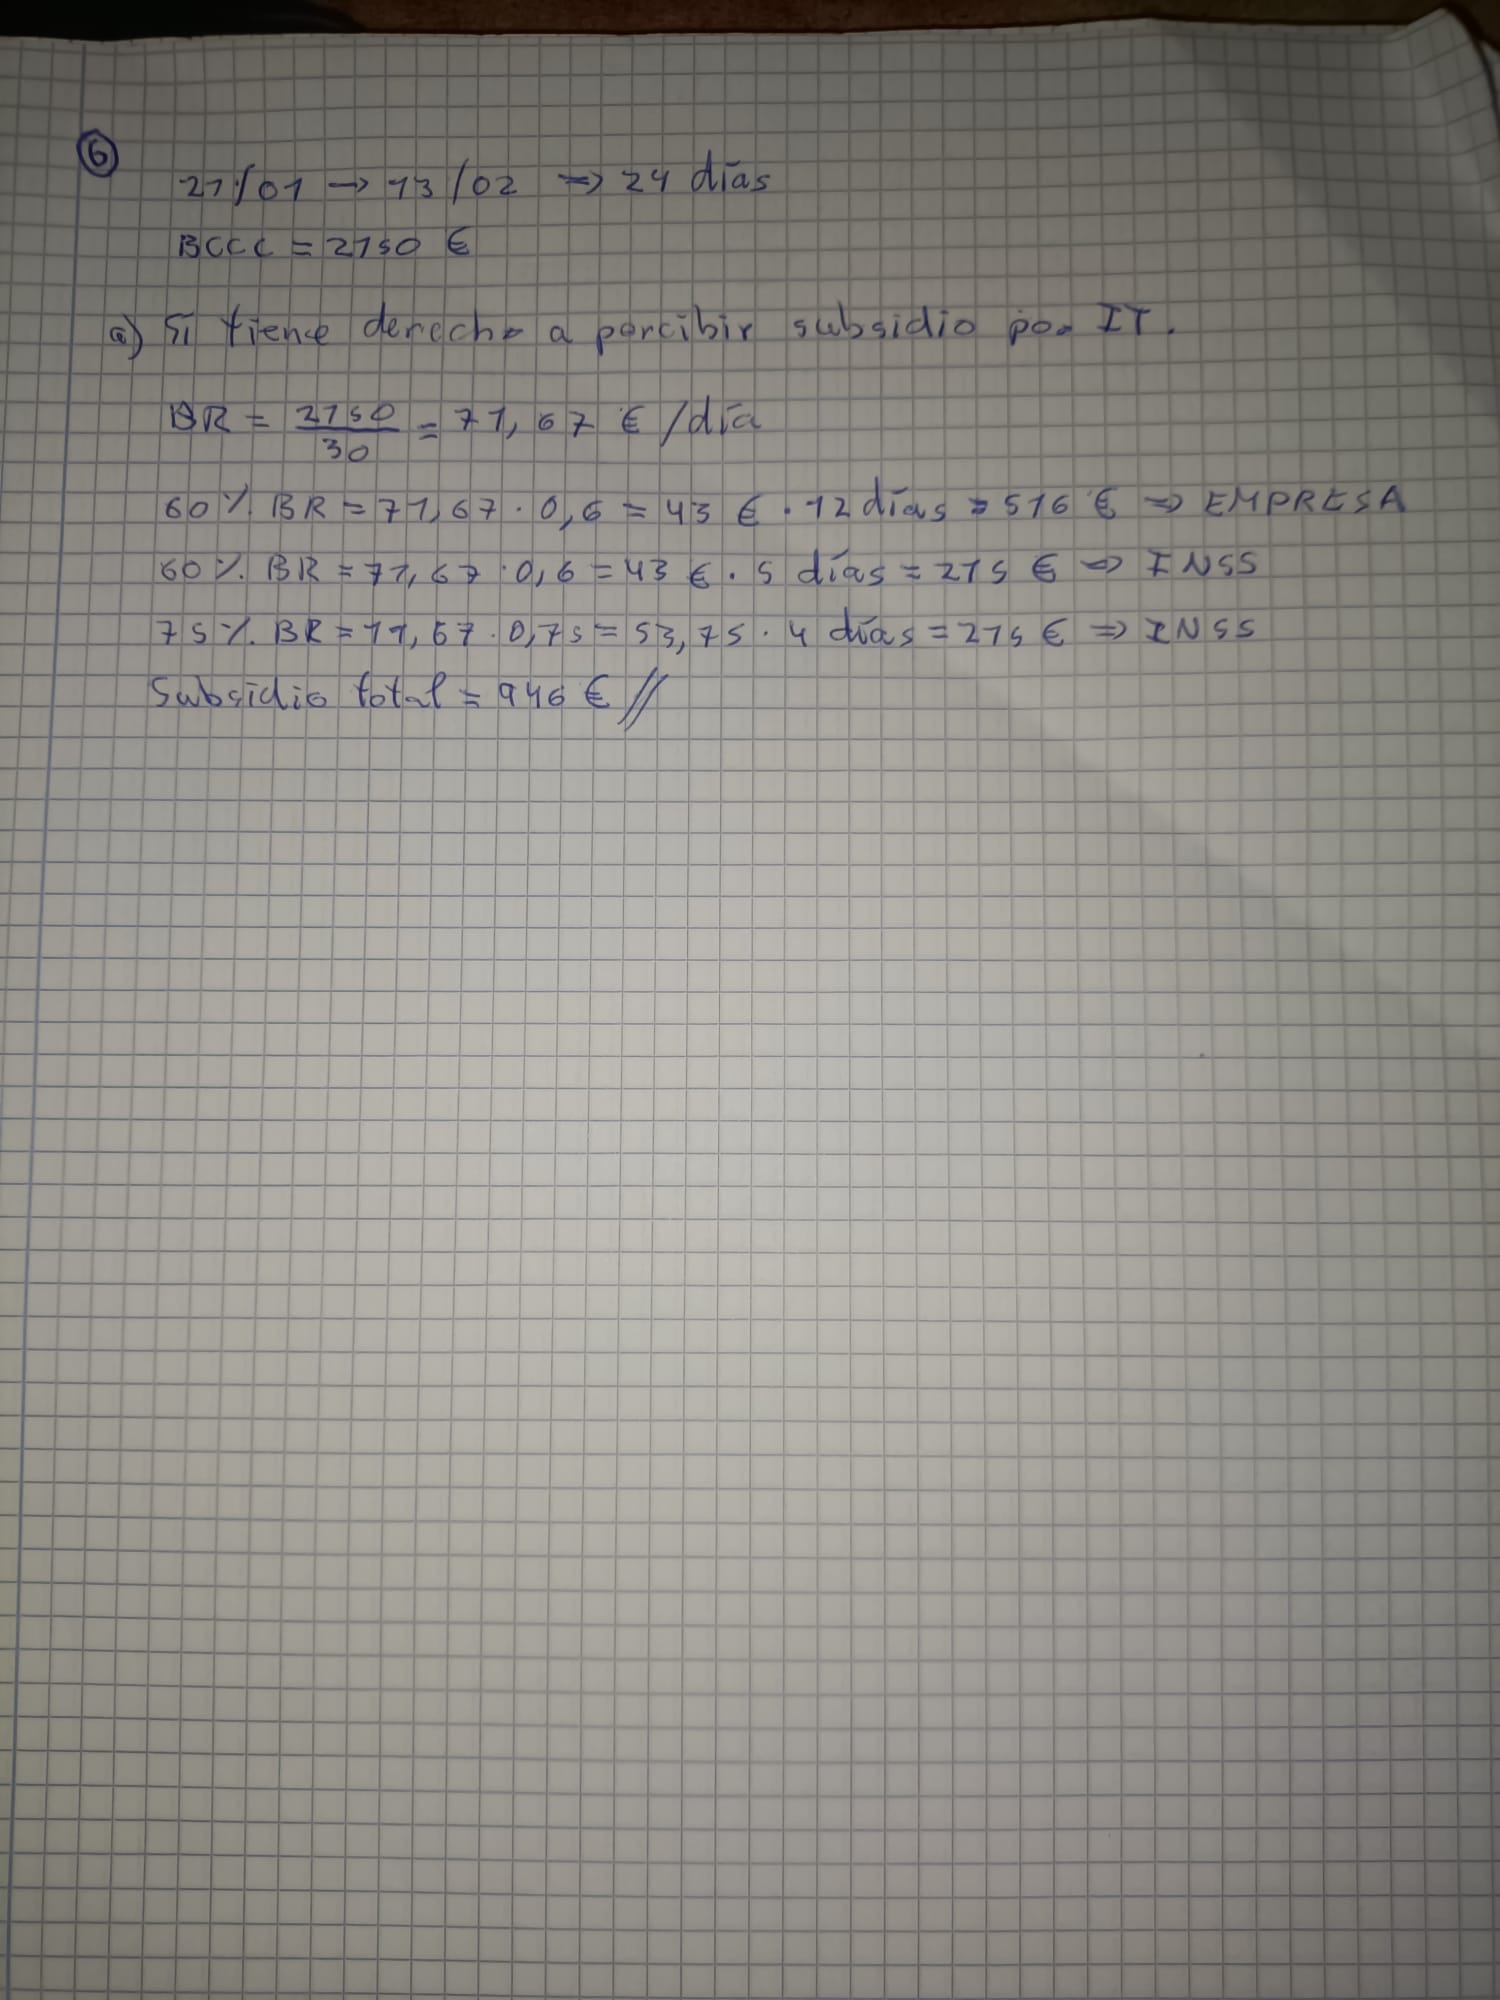 6
21/01 → 13/02 ⇒ 24 días
BCCC = 2150 €
a) Sí tiene derecho a percibir subsidio por IT.
BR = 2150/30 = 71,67 €/día
60% BR = 71,67 · 0,6 = 43 € · 12 días = 516 € ⇒ EMPRESA
60% BR = 71,67 · 0,6 = 43 € · 5 días = 215 € ⇒ INSS
75% BR = 71,67 · 0,75 = 53,75 · 4 días = 215 € ⇒ INSS
Subsidio total = 946 € //